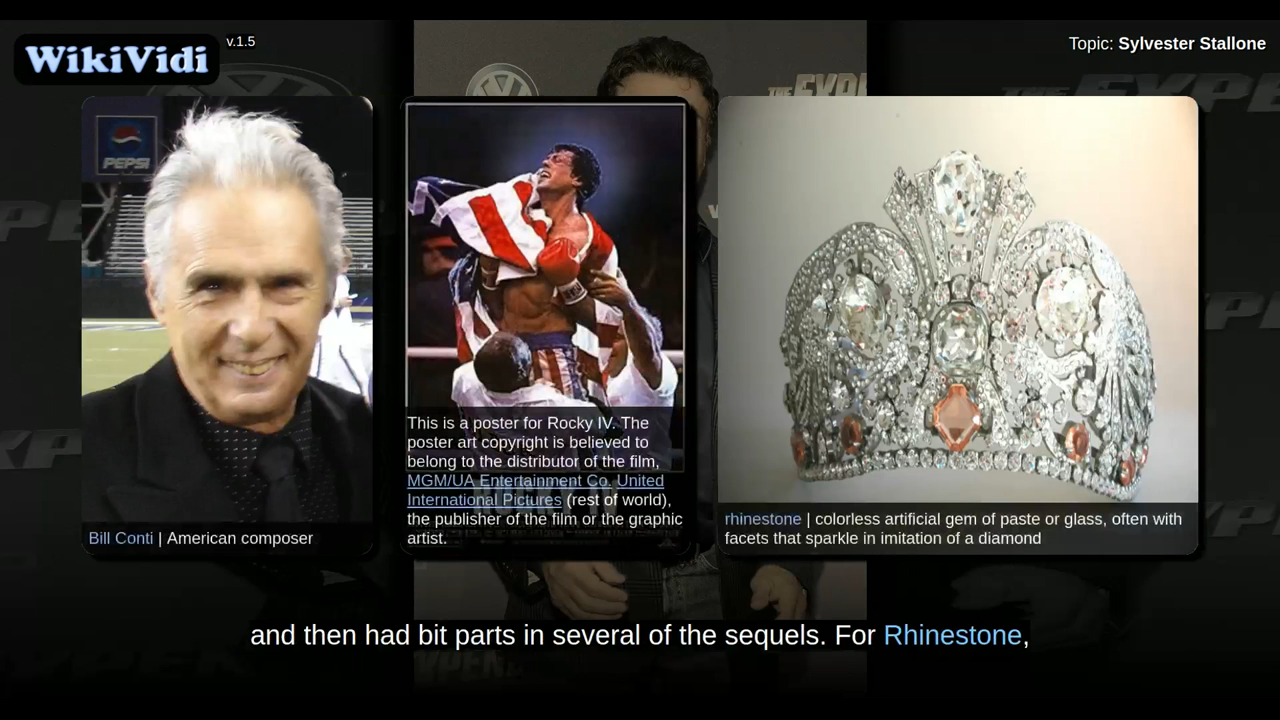 WikiVidi
v.1.5
Topic: Sylvester Stallone
PEPSI
THE EXPE
Bill Conti | American composer
This is a poster for Rocky IV. The
poster art copyright is believed to
belong to the distributor of the film,
MGM/UA Entertainment Co. United
International Pictures (rest of world),
the publisher of the film or the graphic
artist.
rhinestone | colorless artificial gem of paste or glass, often with
facets that sparkle in imitation of a diamond
and then had bit parts in several of the sequels. For Rhinestone,